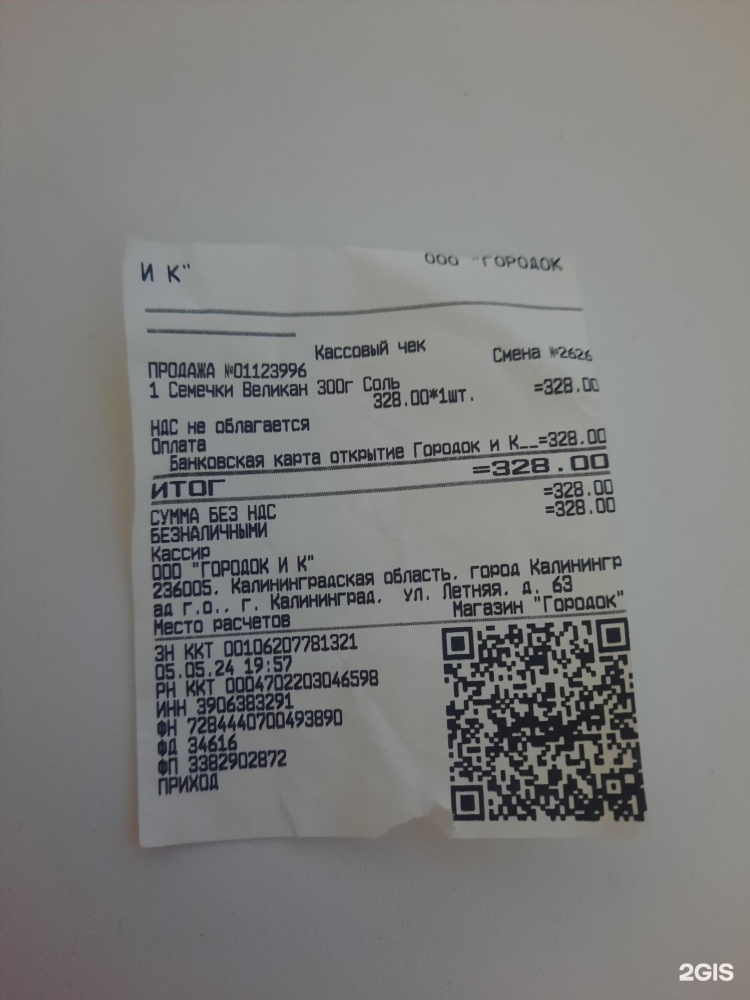 ООО "ГОРОДОК
И К"
Кассовый чек
ПРОДАЖА №01123996 Смена №2626
1 Семечки Великан 300г Соль
328.00*1шт. =328.00
НДС не облагается
Оплата
Банковская карта открытие Городок и К__=328.00
ИТОГ =328.00
СУММА БЕЗ НДС =328.00
БЕЗНАЛИЧНЫМИ =328.00
Кассир
ООО "ГОРОДОК И К"
236005, Калининградская область, город Калинингр
ад г.о., г. Калининград, ул. Летняя, д. 63
Место расчетов Магазин "Городок"
ЗН ККТ 00106207781321
05.05.24 19:57
РН ККТ 0004702203046598
ИНН 3906383291
ФН 7284440700493890
ФД 34616
ФП 3382902872
ПРИХОД
2GIS